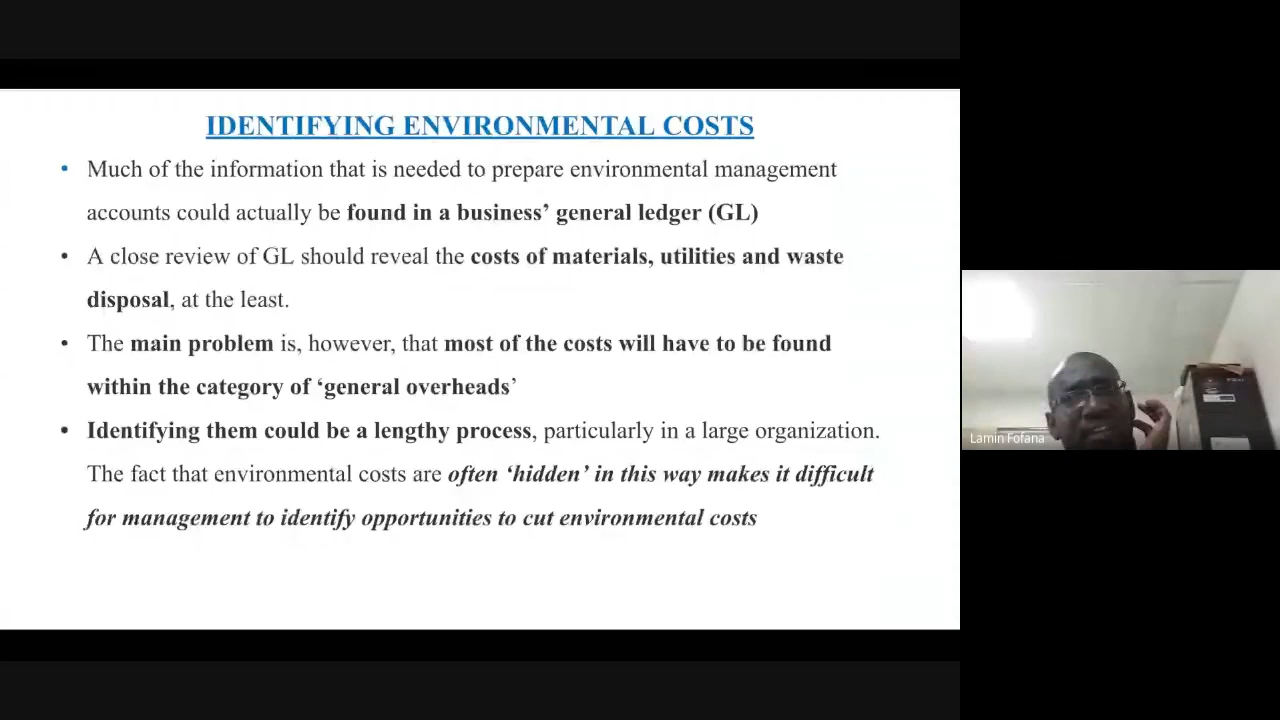 IDENTIFYING ENVIRONMENTAL COSTS
• Much of the information that is needed to prepare environmental management
accounts could actually be found in a business’ general ledger (GL)
• A close review of GL should reveal the costs of materials, utilities and waste
disposal, at the least.
• The main problem is, however, that most of the costs will have to be found
within the category of ‘general overheads’
• Identifying them could be a lengthy process, particularly in a large organization.
The fact that environmental costs are often ‘hidden’ in this way makes it difficult
for management to identify opportunities to cut environmental costs
Lamin Fofana